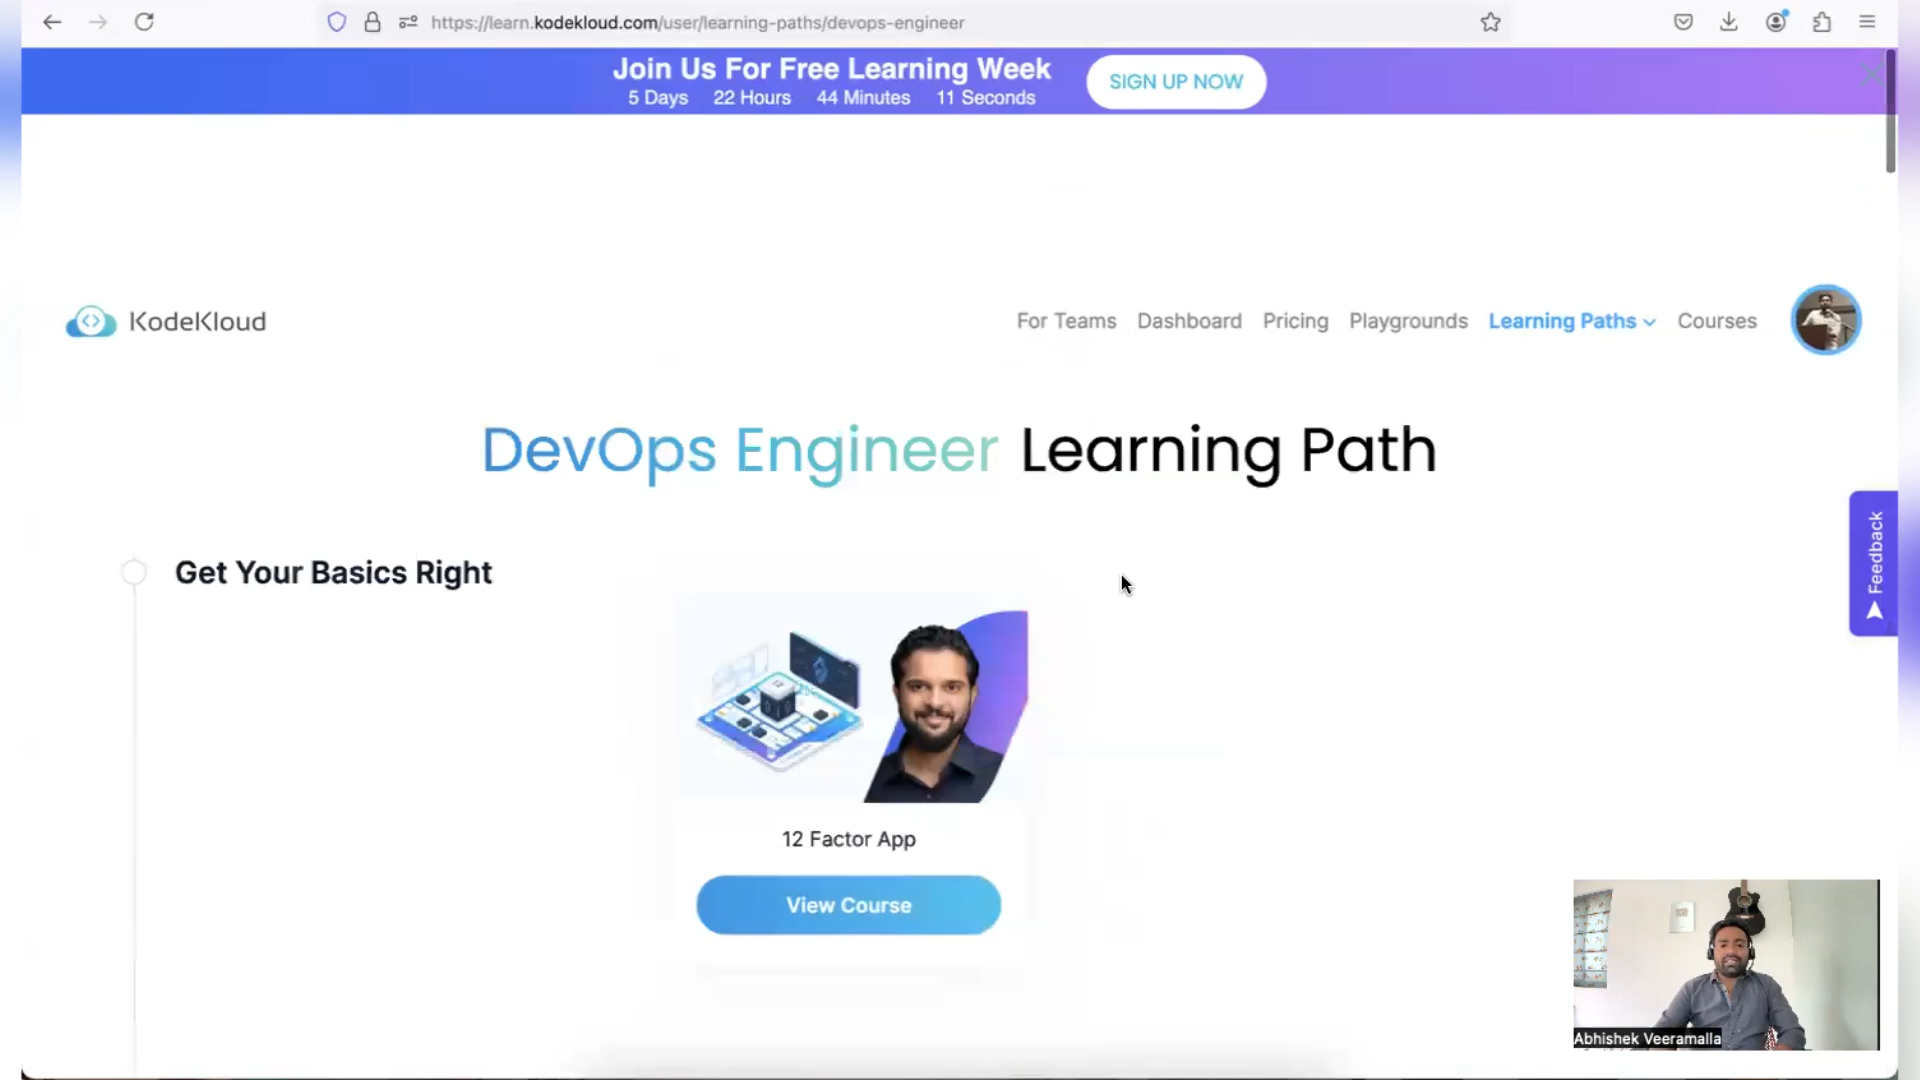 https://learn.kodekloud.com/user/learning-paths/devops-engineer
Join Us For Free Learning Week
5 Days 22 Hours 44 Minutes 11 Seconds
SIGN UP NOW
KodeKloud
For Teams Dashboard Pricing Playgrounds Learning Paths Courses
DevOps Engineer Learning Path
Feedback
Get Your Basics Right
12 Factor App
View Course
Abhishek Veeramalla